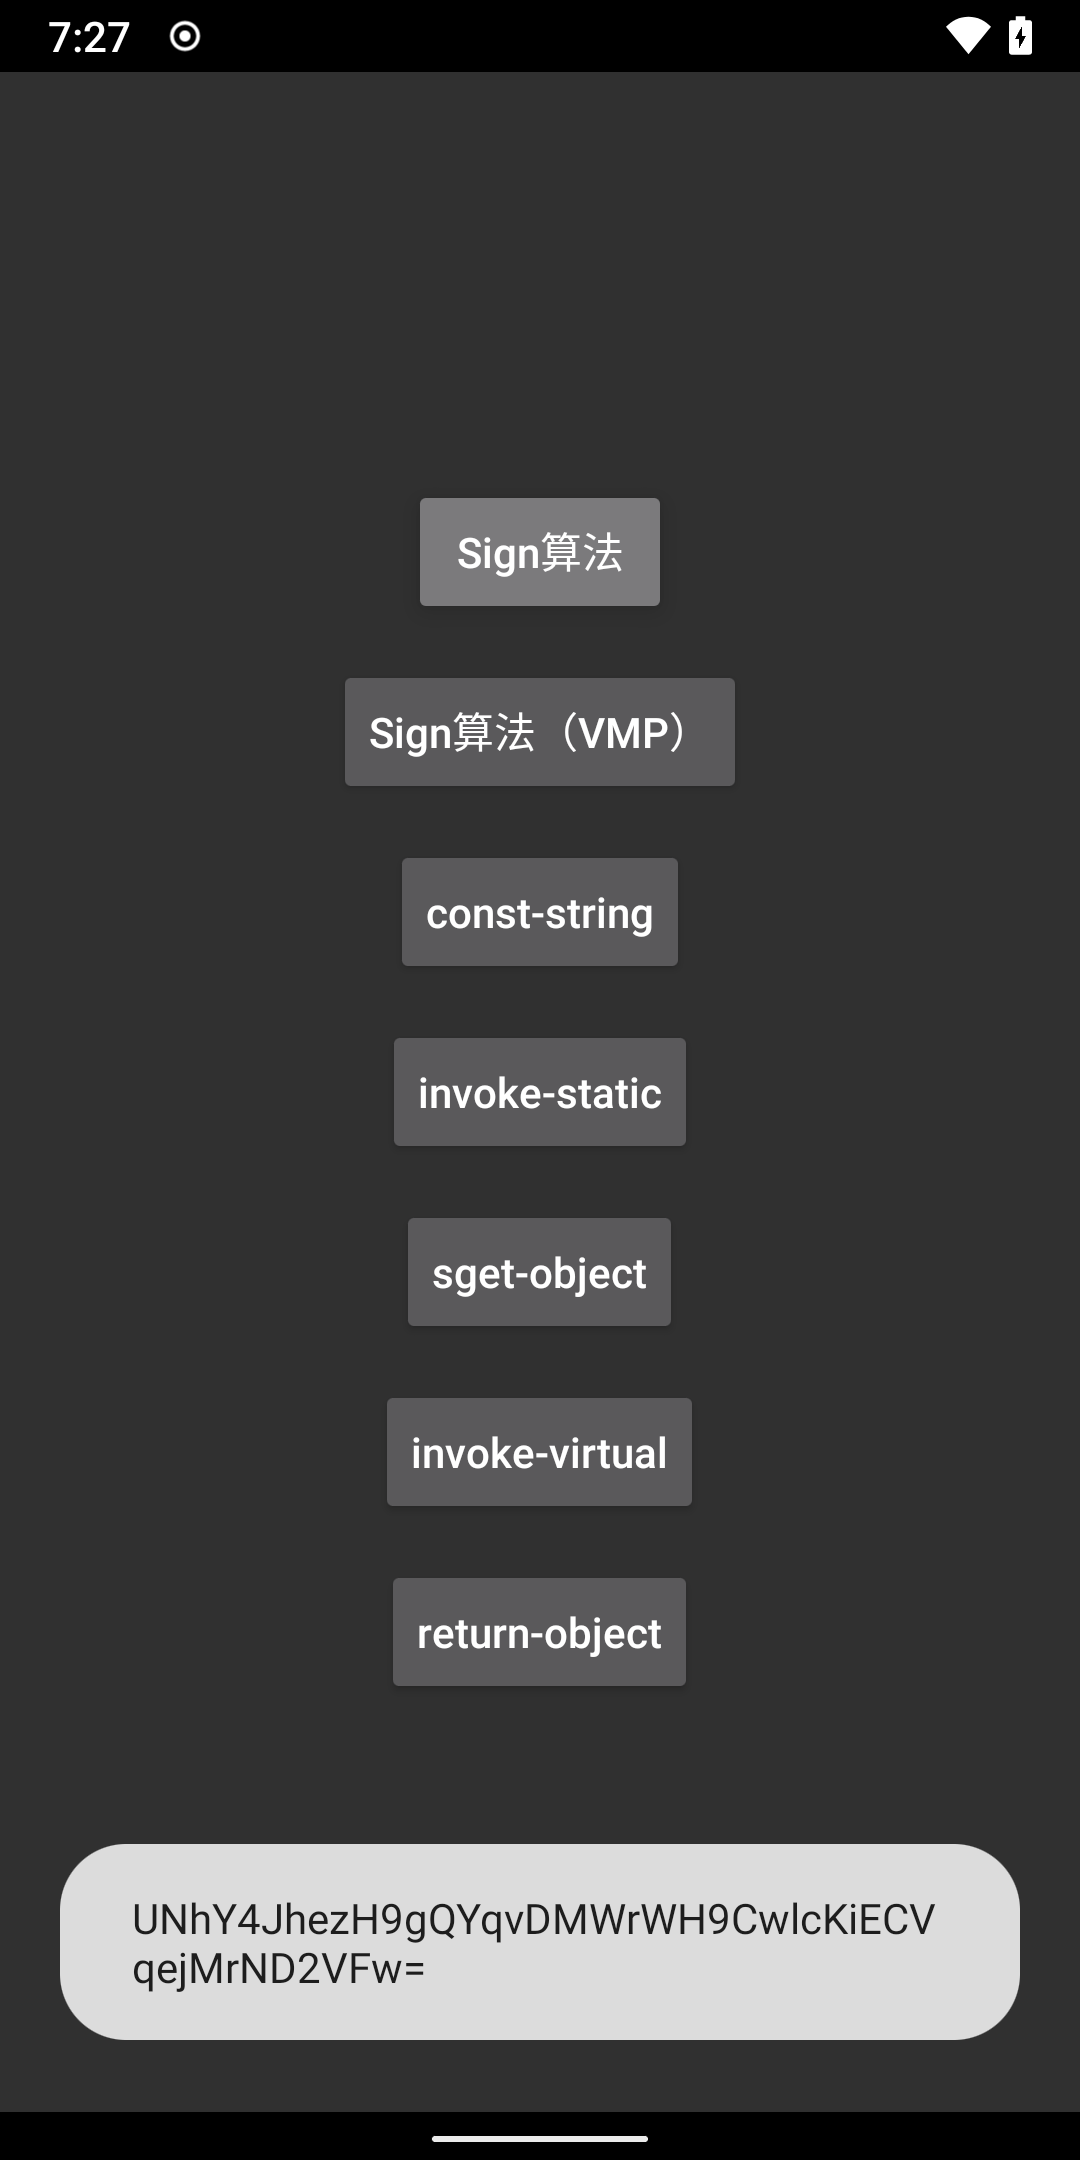 7:27
Sign算法
Sign算法（VMP）
const-string
invoke-static
sget-object
invoke-virtual
return-object
UNhY4JhezH9gQYqvDMWrWH9CwlcKiECV
qejMrND2VFw=